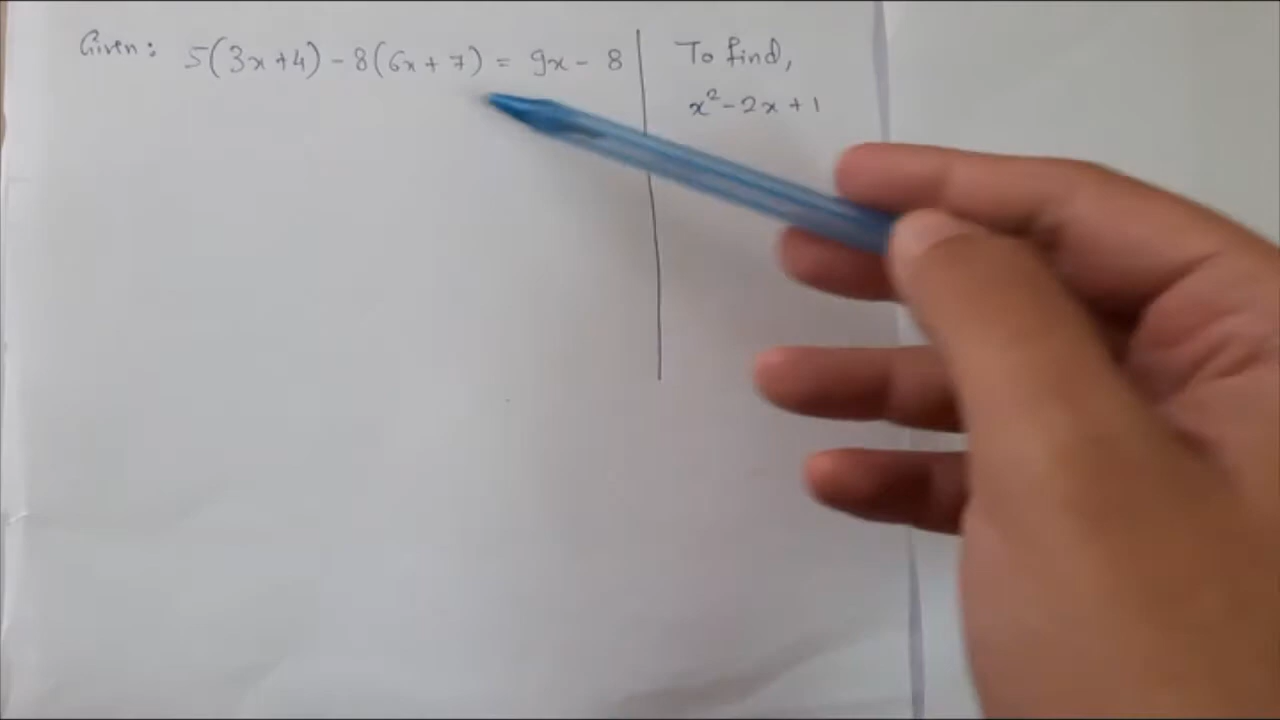 Given: 5(3x+4) - 8(6x+7) = 9x - 8
To find,
x² - 2x + 1